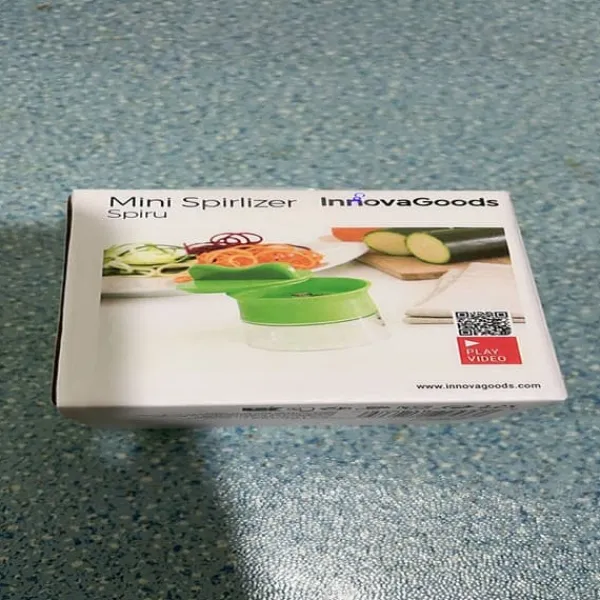 Mini Spirlizer
Spiru
InnovaGoods
PLAY
VIDEO
www.innovagoods.com